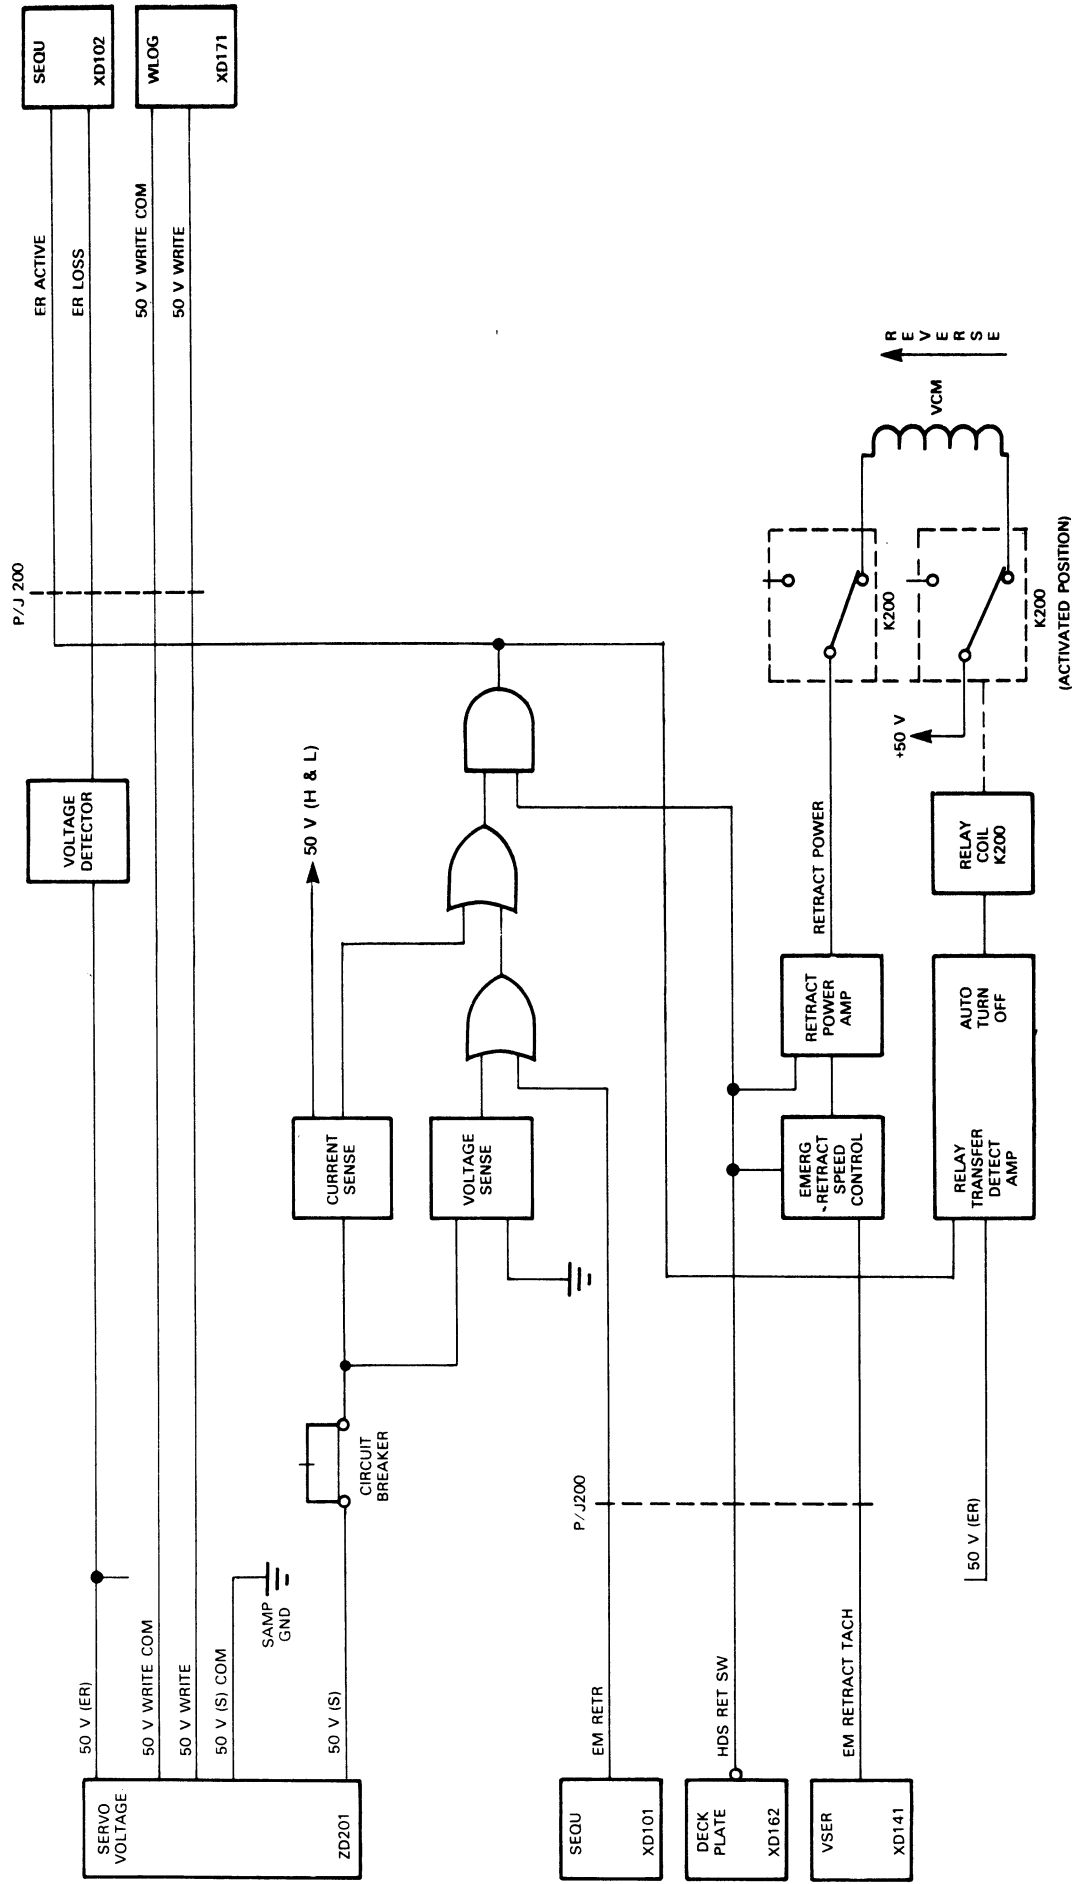 SERVO
VOLTAGE
ZD201
50 V (ER)
50 V WRITE COM
50 V WRITE
50 V (S) COM
50 V (S)
SAMP
GND
CIRCUIT
BREAKER
CURRENT
SENSE
VOLTAGE
SENSE
50 V (H & L)
VOLTAGE
DETECTOR
P/J 200
ER ACTIVE
ER LOSS
50 V WRITE COM
50 V WRITE
SEQU
XD102
WLOG
XD171
SEQU
XD101
EM RETR
DECK
PLATE
XD162
HDS RET SW
VSER
XD141
EM RETRACT TACH
P/J200
50 V (ER)
EMERG
RETRACT
SPEED
CONTROL
RETRACT
POWER
AMP
RETRACT POWER
RELAY
TRANSFER
DETECT
AMP
AUTO
TURN
OFF
RELAY
COIL
K200
+50 V
K200
K200
(ACTIVATED POSITION)
VCM
REVERSE